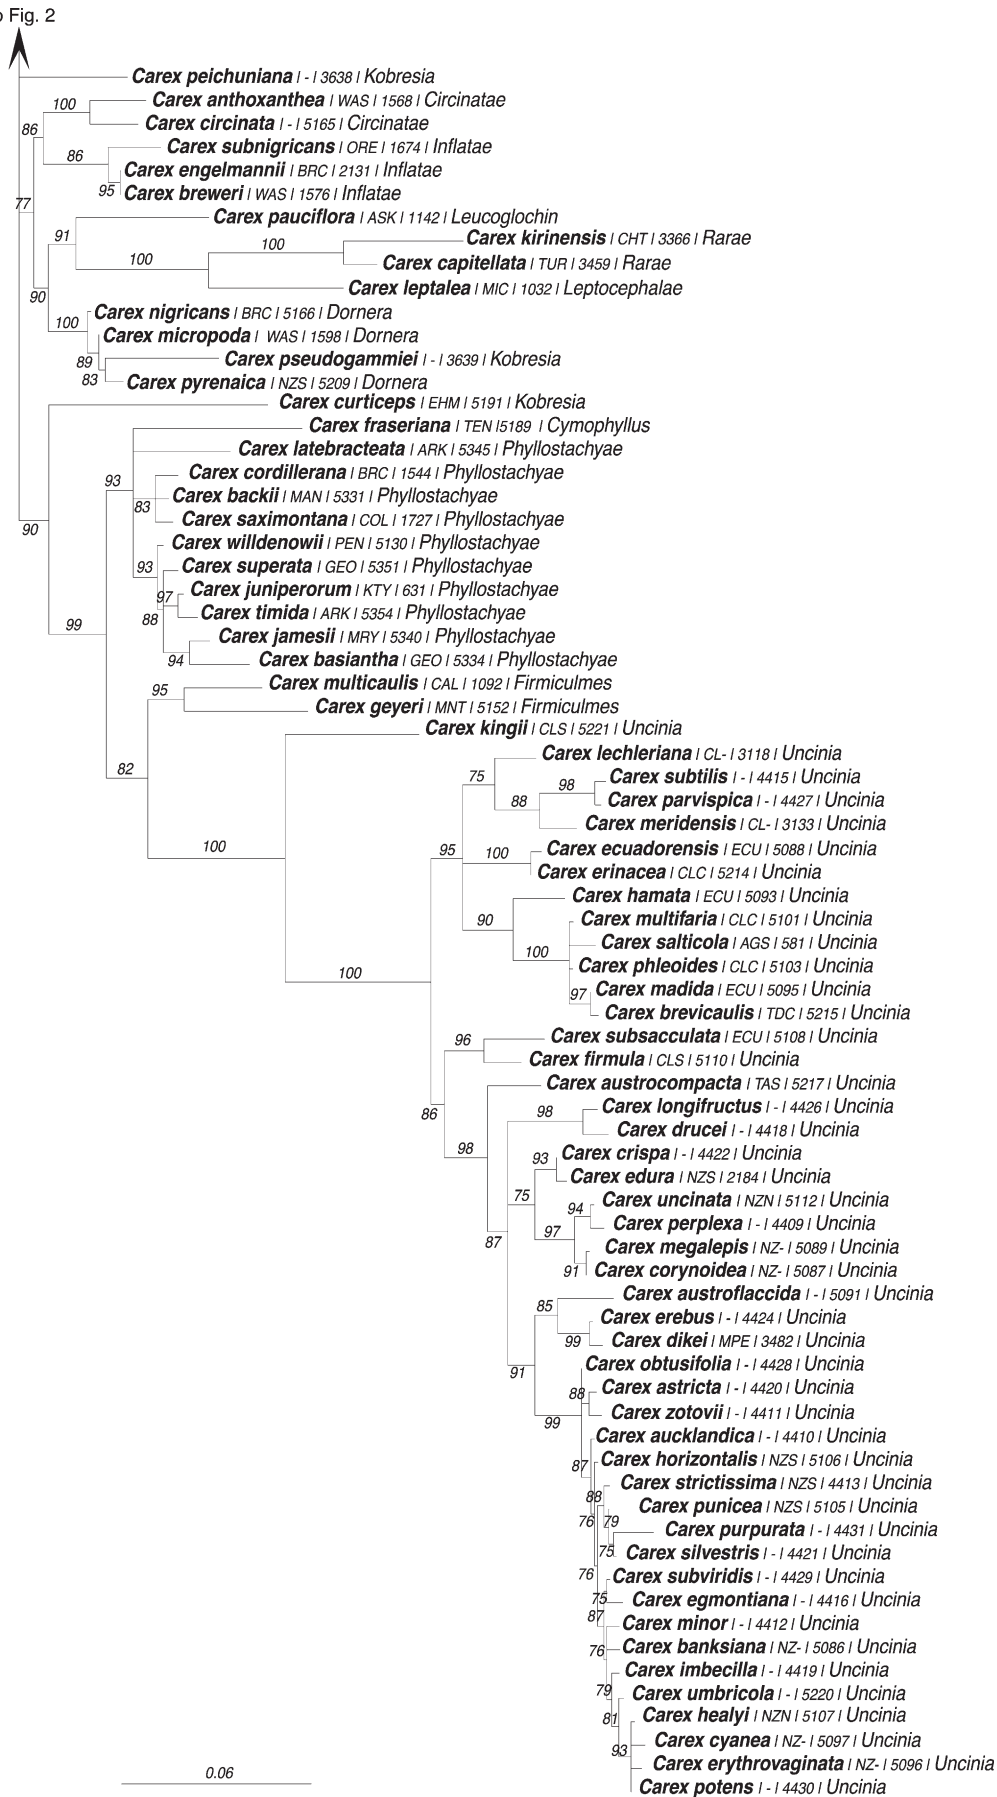 o Fig. 2
Carex peichuniana | - | 3638 | Kobresia
Carex anthoxanthea | WAS | 1568 | Circinatae
100
Carex circinata | - | 5165 | Circinatae
86
Carex subnigricans | ORE | 1674 | Inflatae
86
Carex engelmannii | BRC | 2131 | Inflatae
95
Carex breweri | WAS | 1576 | Inflatae
77
Carex pauciflora | ASK | 1142 | Leucoglochin
91
Carex kirinensis | CHT | 3366 | Rarae
100
100
Carex capitellata | TUR | 3459 | Rarae
Carex leptalea | MIC | 1032 | Leptocephalae
90
Carex nigricans | BRC | 5166 | Dornera
100
Carex micropoda | WAS | 1598 | Dornera
89
Carex pseudogammiei | - | 3639 | Kobresia
83
Carex pyrenaica | NZS | 5209 | Dornera
Carex curticeps | EHM | 5191 | Kobresia
Carex fraseriana | TEN |5189 | Cymophyllus
Carex latebracteata | ARK | 5345 | Phyllostachyae
Carex cordillerana | BRC | 1544 | Phyllostachyae
93
Carex backii | MAN | 5331 | Phyllostachyae
83
Carex saximontana | COL | 1727 | Phyllostachyae
90
Carex willdenowii | PEN | 5130 | Phyllostachyae
93
Carex superata | GEO | 5351 | Phyllostachyae
Carex juniperorum | KTY | 631 | Phyllostachyae
97
Carex timida | ARK | 5354 | Phyllostachyae
88
99
Carex jamesii | MRY | 5340 | Phyllostachyae
94
Carex basiantha | GEO | 5334 | Phyllostachyae
Carex multicaulis | CAL | 1092 | Firmiculmes
95
Carex geyeri | MNT | 5152 | Firmiculmes
Carex kingii | CLS | 5221 | Uncinia
82
Carex lechleriana | CL- | 3118 | Uncinia
75
Carex subtilis | - | 4415 | Uncinia
98
Carex parvispica | - | 4427 | Uncinia
88
Carex meridensis | CL- | 3133 | Uncinia
100
95
Carex ecuadorensis | ECU | 5088 | Uncinia
100
Carex erinacea | CLC | 5214 | Uncinia
Carex hamata | ECU | 5093 | Uncinia
90
Carex multifaria | CLC | 5101 | Uncinia
Carex salticola | AGS | 581 | Uncinia
100
Carex phleoides | CLC | 5103 | Uncinia
100
Carex madida | ECU | 5095 | Uncinia
97
Carex brevicaulis | TDC | 5215 | Uncinia
Carex subsacculata | ECU | 5108 | Uncinia
96
Carex firmula | CLS | 5110 | Uncinia
Carex austrocompacta | TAS | 5217 | Uncinia
86
Carex longifructus | - | 4426 | Uncinia
98
Carex drucei | - | 4418 | Uncinia
98
Carex crispa | - | 4422 | Uncinia
93
Carex edura | NZS | 2184 | Uncinia
75
Carex uncinata | NZN | 5112 | Uncinia
94
Carex perplexa | - | 4409 | Uncinia
97
87
Carex megalepis | NZ- | 5089 | Uncinia
91
Carex corynoidea | NZ- | 5087 | Uncinia
Carex austroflaccida | - | 5091 | Uncinia
85
Carex erebus | - | 4424 | Uncinia
99
Carex dikei | MPE | 3482 | Uncinia
91
Carex obtusifolia | - | 4428 | Uncinia
Carex astricta | - | 4420 | Uncinia
88
Carex zotovii | - | 4411 | Uncinia
99
Carex aucklandica | - | 4410 | Uncinia
87
Carex horizontalis | NZS | 5106 | Uncinia
Carex strictissima | NZS | 4413 | Uncinia
88
Carex punicea | NZS | 5105 | Uncinia
76
79
Carex purpurata | - | 4431 | Uncinia
75
Carex silvestris | - | 4421 | Uncinia
76
Carex subviridis | - | 4429 | Uncinia
75
Carex egmontiana | - | 4416 | Uncinia
87
Carex minor | - | 4412 | Uncinia
76
Carex banksiana | NZ- | 5086 | Uncinia
Carex imbecilla | - | 4419 | Uncinia
79
Carex umbricola | - | 5220 | Uncinia
81
Carex healyi | NZN | 5107 | Uncinia
Carex cyanea | NZ- | 5097 | Uncinia
93
Carex erythrovaginata | NZ- | 5096 | Uncinia
0.06
Carex potens | - | 4430 | Uncinia